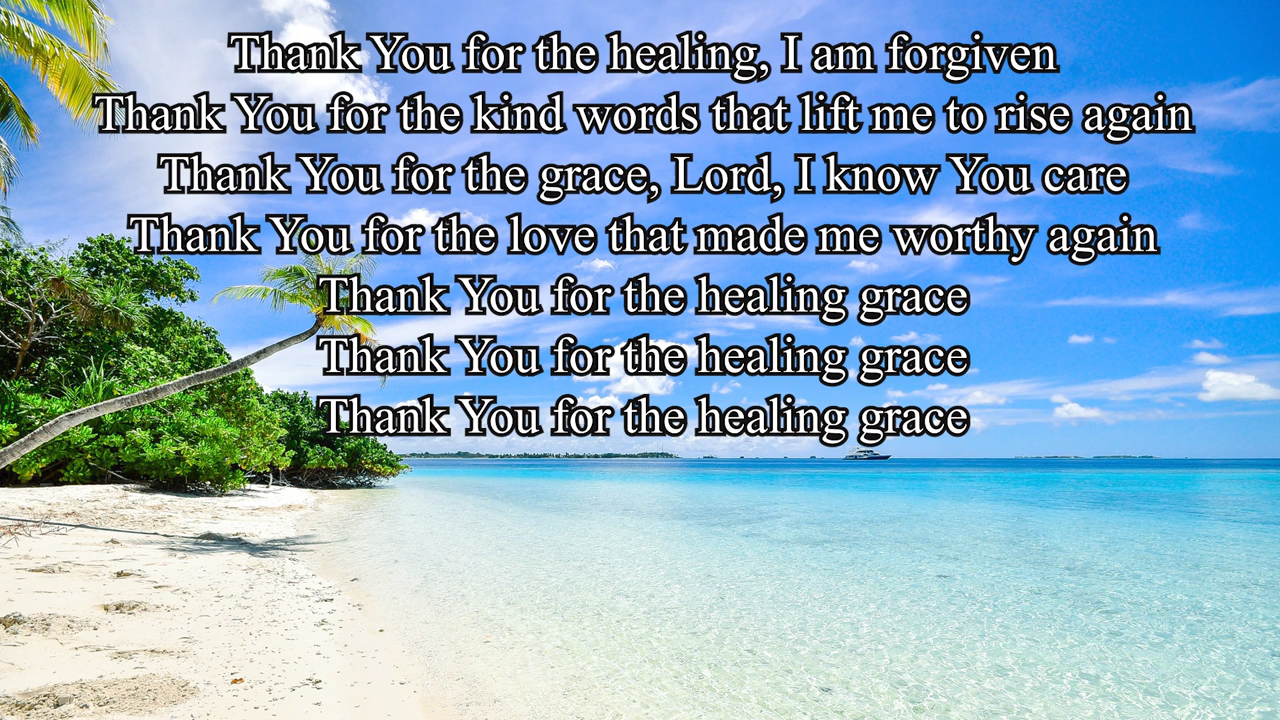 Thank You for the healing, I am forgiven
Thank You for the kind words that lift me to rise again
Thank You for the grace, Lord, I know You care
Thank You for the love that made me worthy again
Thank You for the healing grace
Thank You for the healing grace
Thank You for the healing grace